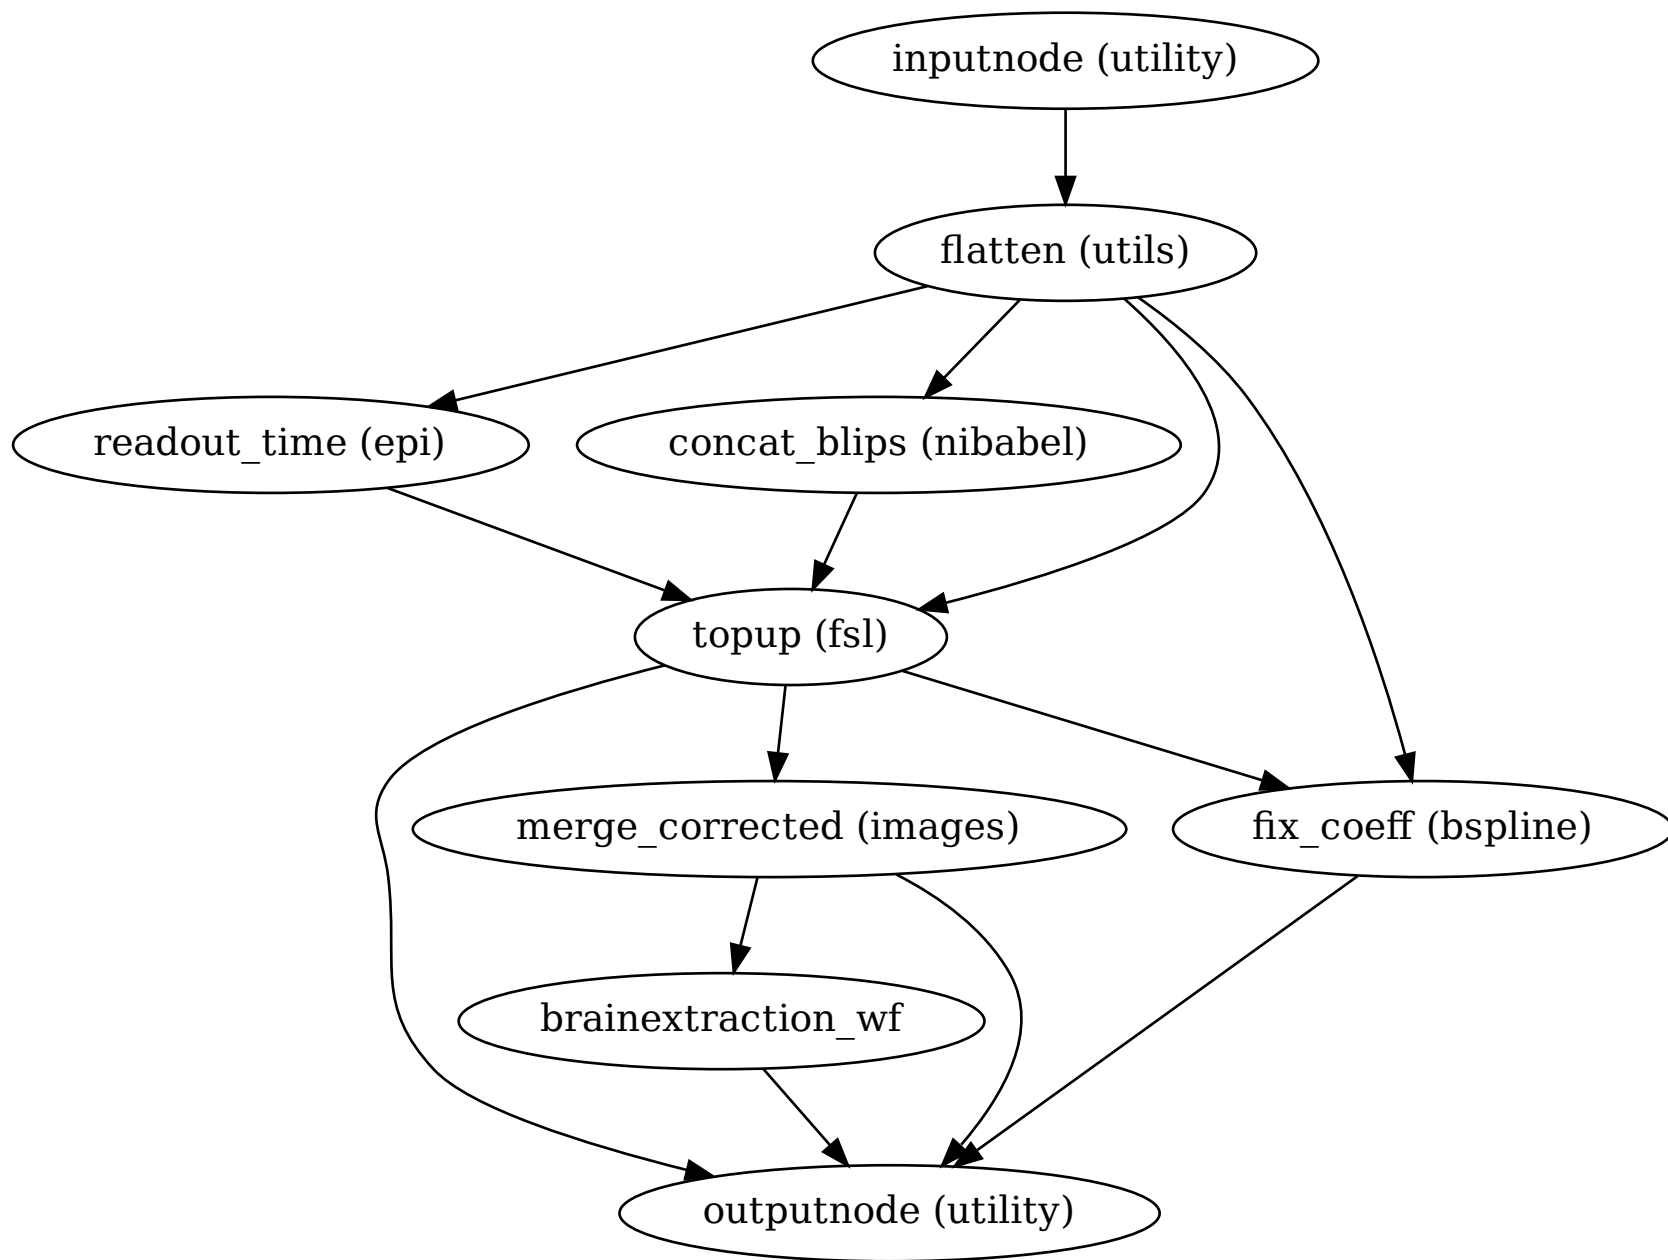 inputnode (utility)
flatten (utils)
readout_time (epi)
concat_blips (nibabel)
topup (fsl)
merge_corrected (images)
fix_coeff (bspline)
brainextraction_wf
outputnode (utility)